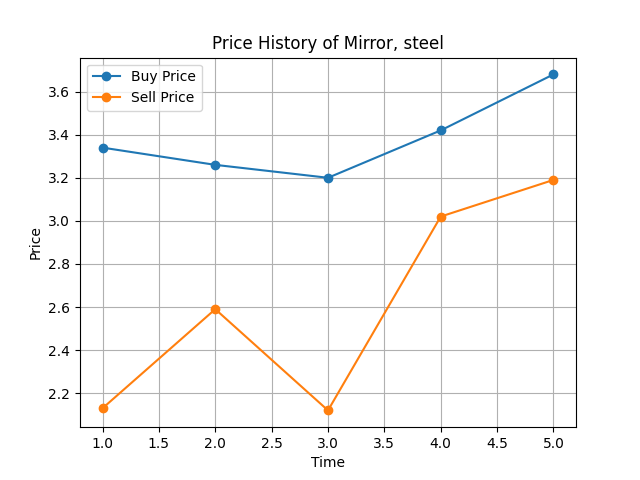 Price History of Mirror, steel
Buy Price
Sell Price
3.6
3.4
3.2
3.0
2.8
2.6
2.4
2.2
Price
1.0 1.5 2.0 2.5 3.0 3.5 4.0 4.5 5.0
Time